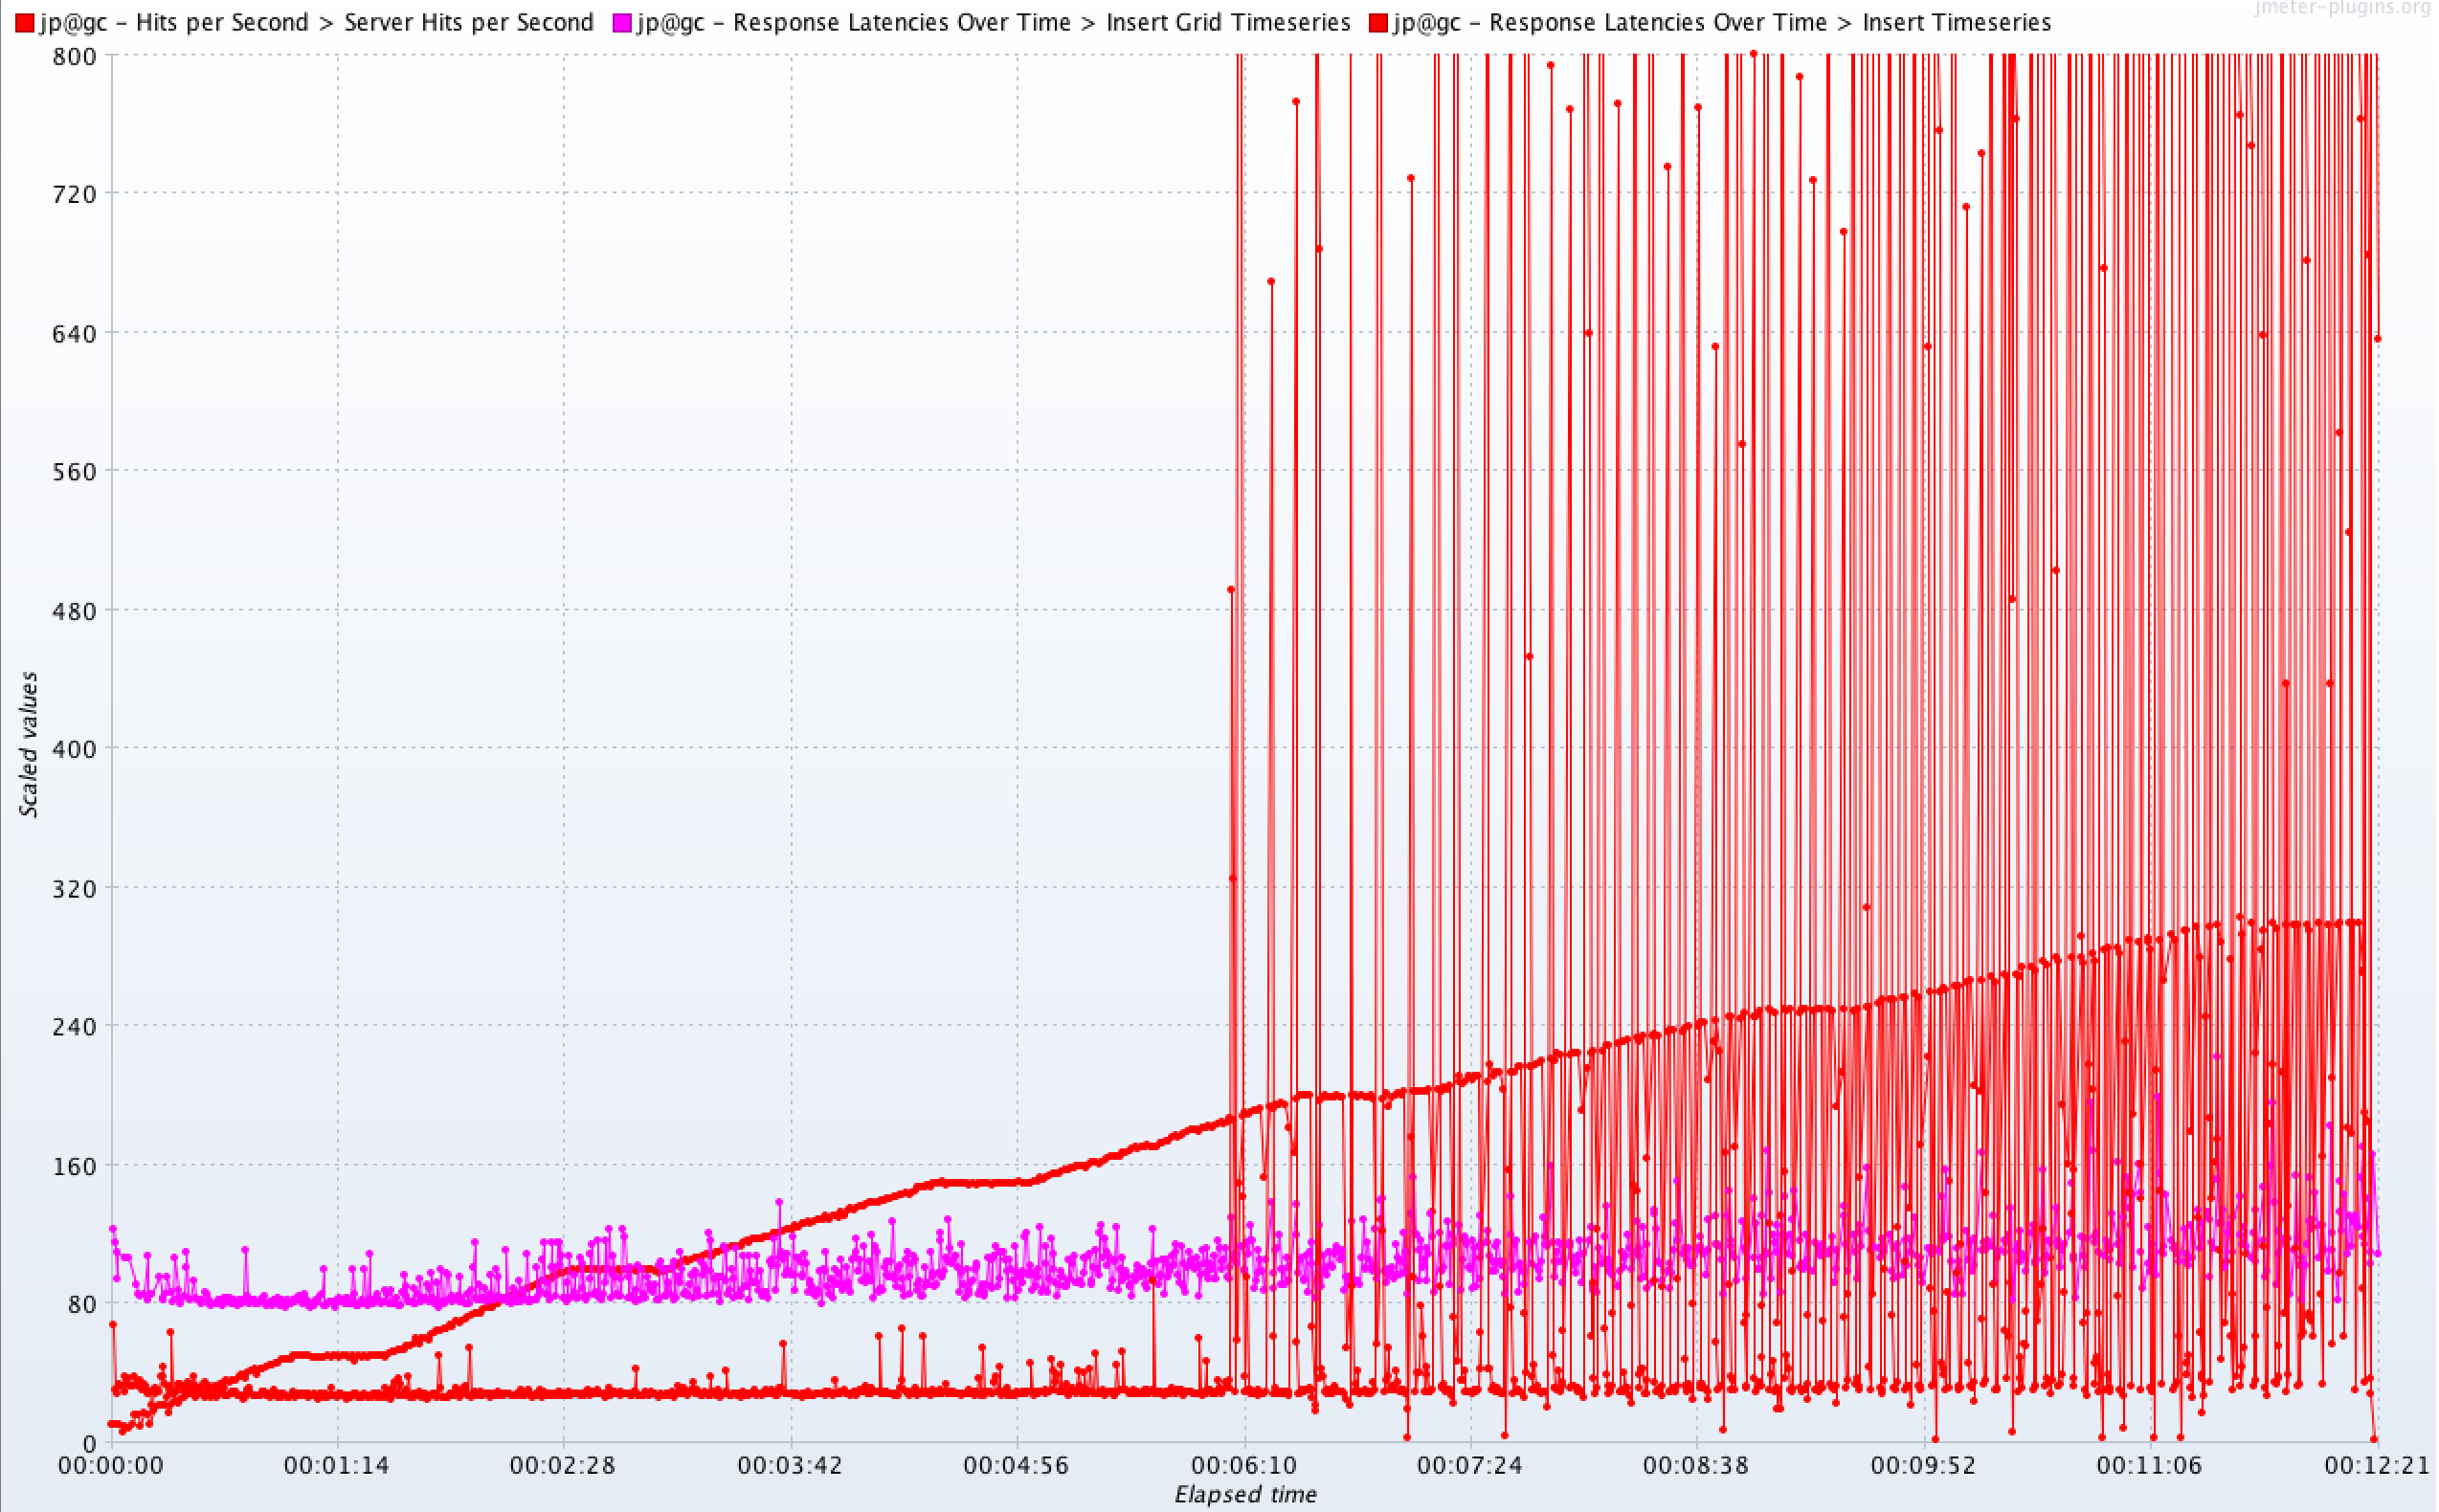 jmeter-plugins.org
jp@gc - Hits per Second > Server Hits per Second jp@gc - Response Latencies Over Time > Insert Grid Timeseries jp@gc - Response Latencies Over Time > Insert Timeseries
800
720
640
560
480
400
320
240
160
80
0
Scaled values
00:00:00 00:01:14 00:02:28 00:03:42 00:04:56 00:06:10 00:07:24 00:08:38 00:09:52 00:11:06 00:12:21
Elapsed time